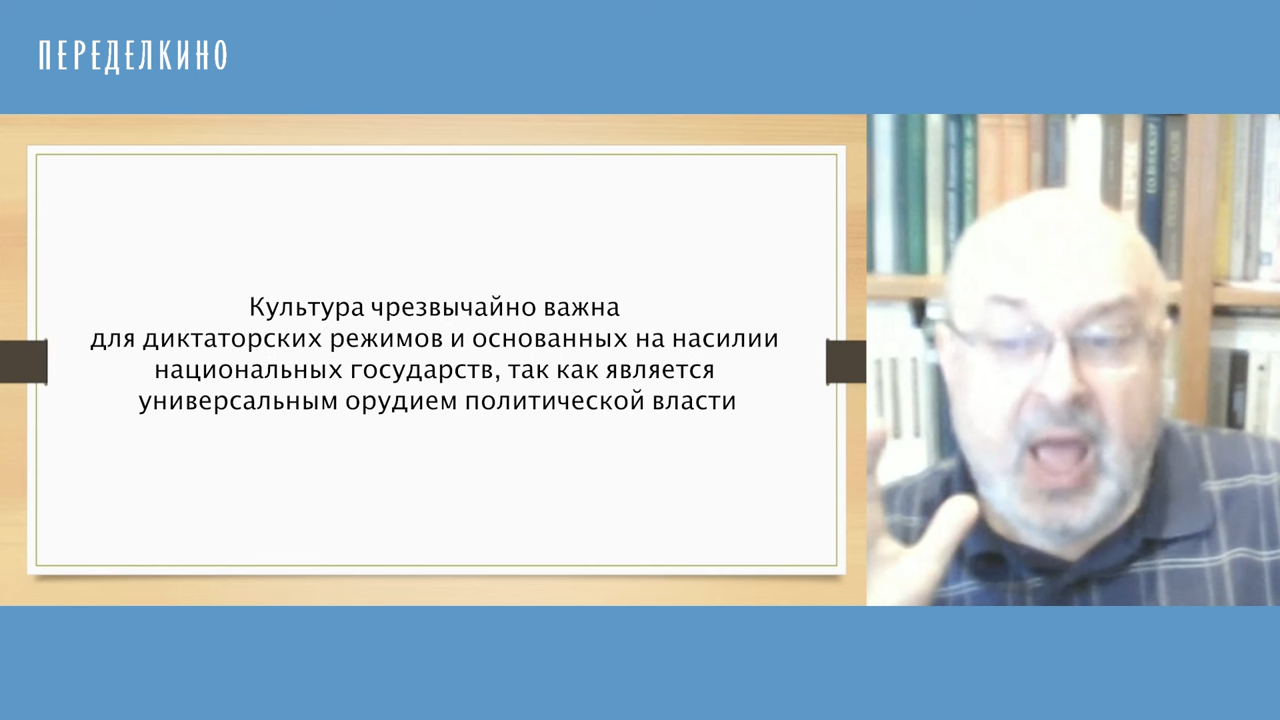 ПЕРЕДЕЛКИНО
Культура чрезвычайно важна
для диктаторских режимов и основанных на насилии
национальных государств, так как является
универсальным орудием политической власти